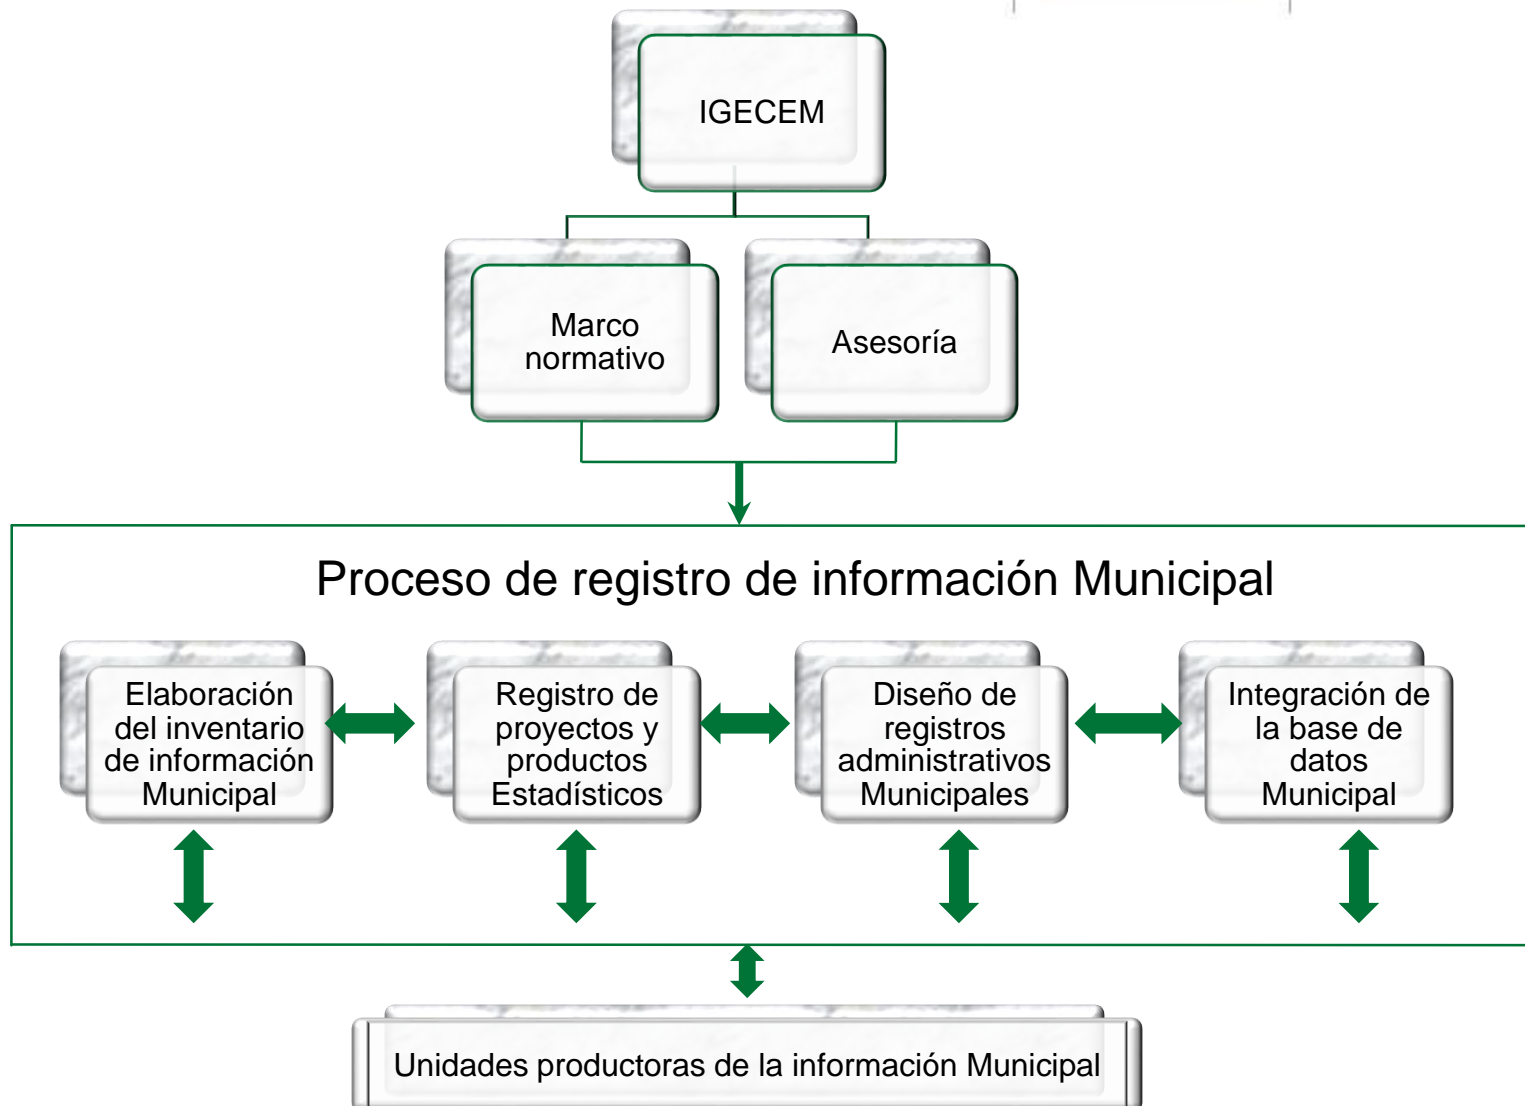 IGECEM
Marco
normativo
Asesoría
Proceso de registro de información Municipal
Elaboración
del inventario
de información
Municipal
Registro de
proyectos y
productos
Estadísticos
Diseño de
registros
administrativos
Municipales
Integración de
la base de
datos
Municipal
Unidades productoras de la información Municipal